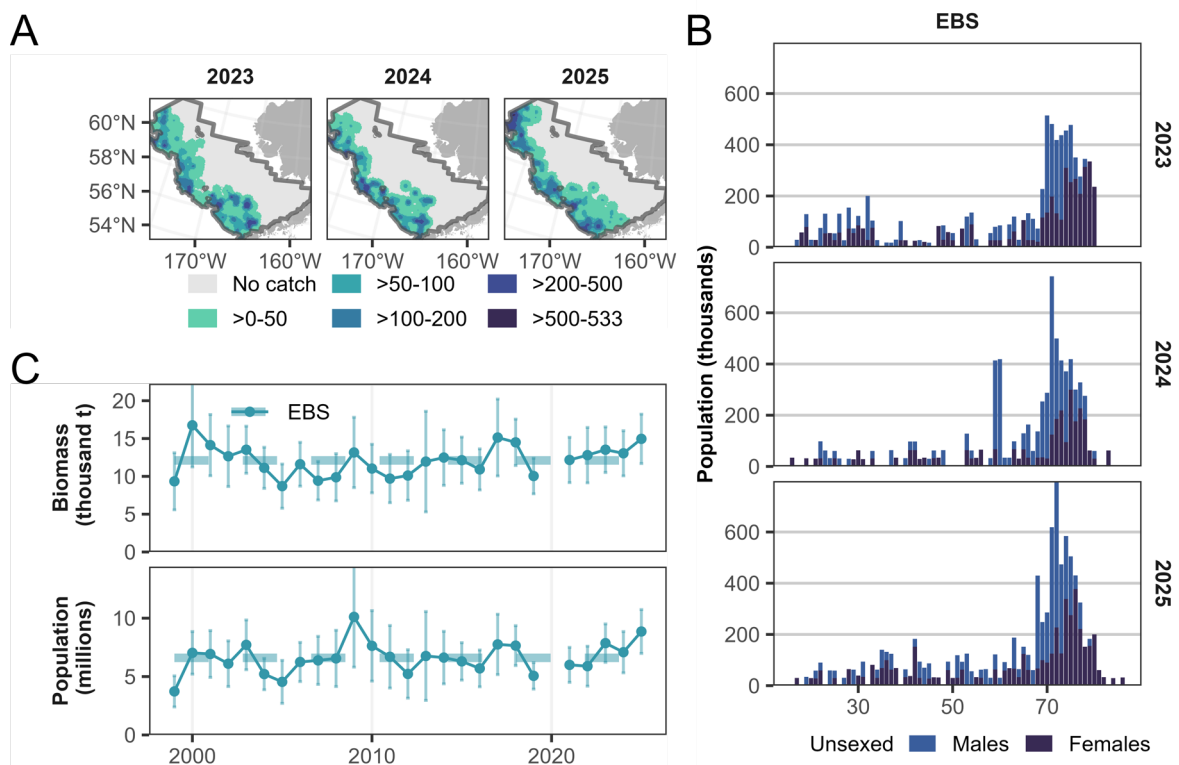 A
2023
2024
2025
60°N
58°N
56°N
54°N
170°W
160°W
170°W
160°W
170°W
160°W
No catch
>50-100
>200-500
>0-50
>100-200
>500-533
B
EBS
Population (thousands)
600
400
200
0
2023
600
400
200
0
2024
600
400
200
0
2025
30
50
70
Unsexed
Males
Females
C
Biomass
(thousand t)
20
15
10
5
0
EBS
Population
(millions)
10
5
0
2000
2010
2020